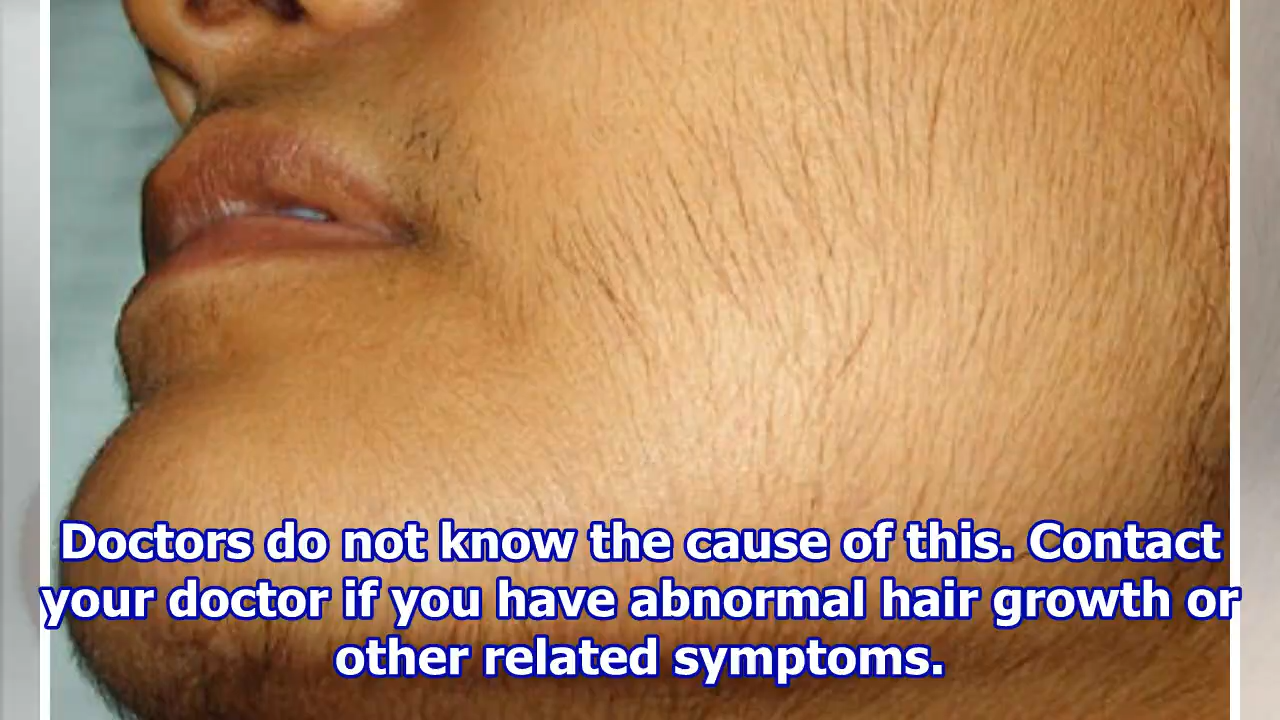 Doctors do not know the cause of this. Contact
your doctor if you have abnormal hair growth or
other related symptoms.